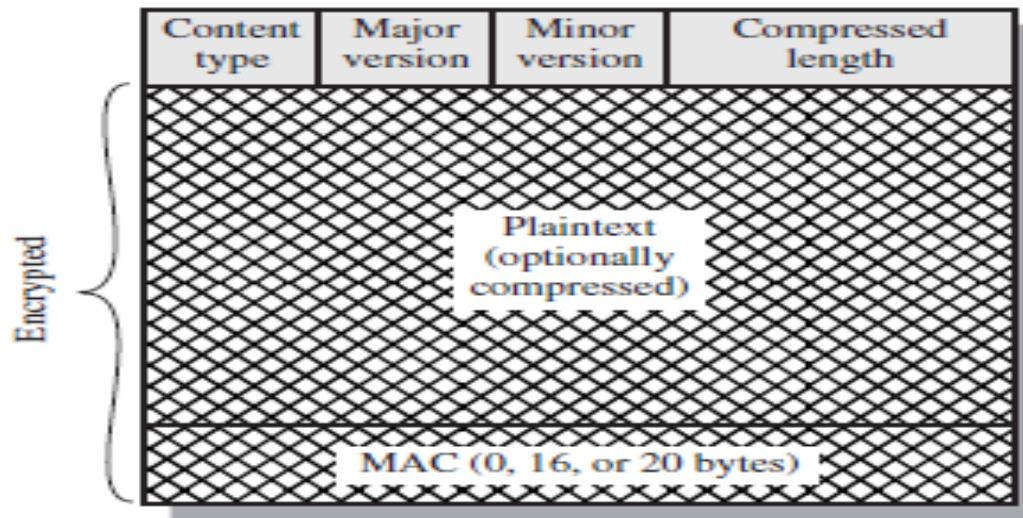 Content type
Major version
Minor version
Compressed length
Encrypted
Plaintext
(optionally
compressed)
MAC (0, 16, or 20 bytes)